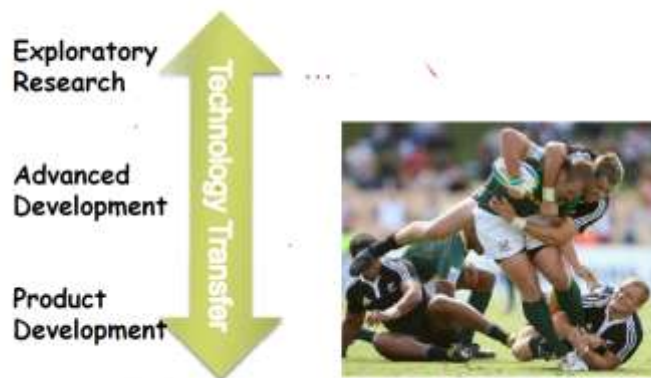 Exploratory
Research
...
Technology Transfer
Advanced
Development
Product
Development